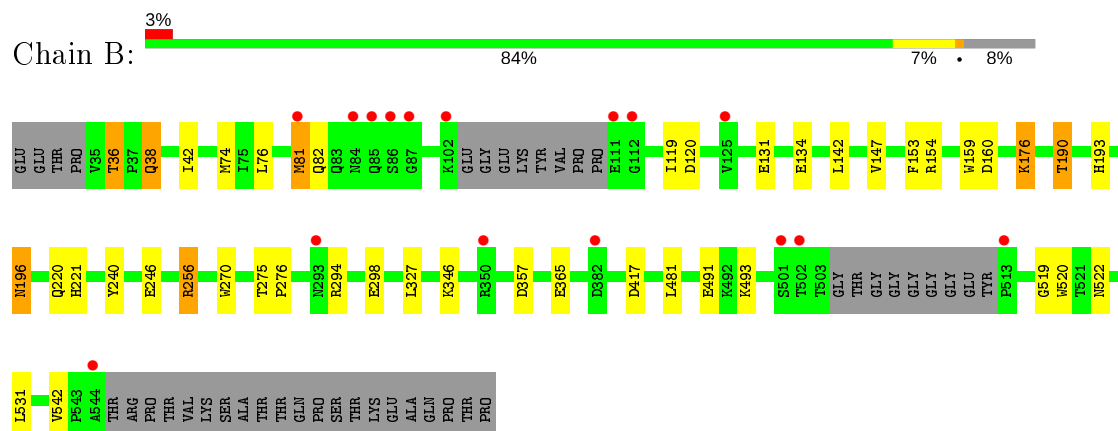 3%
Chain B:
84% 7% • 8%
GLU GLU THR PRO V35 T36 P37 Q38 I42 M74 I75 L76 M81 Q82 Q83 N84 Q85 S86 G87 K102 GLU GLY GLU LYS TYR VAL PRO PRO E111 G112 I119 D120 V125 E131 E134 L142 V147 F153 R154 W159 D160 K176 T190 H193
N196 Q220 H221 Y240 E246 R256 W270 T275 P276 N293 R294 E298 L327 K346 R350 D357 E365 D382 D417 L481 E491 K492 K493 S501 T502 T503 GLY THR GLY GLY GLY GLY GLY GLU TYR P513 G519 W520 T521 N522
L531 V542 P543 A544 THR ARG PRO THR VAL LYS SER ALA THR THR GLN PRO SER THR LYS GLU ALA GLN PRO THR PRO